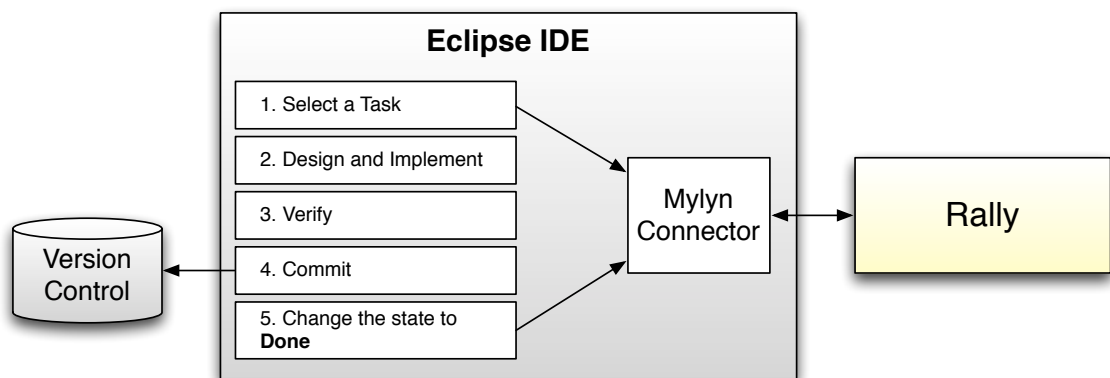 Eclipse IDE
1. Select a Task
2. Design and Implement
3. Verify
4. Commit
5. Change the state to
Done
Version
Control
Mylyn
Connector
Rally